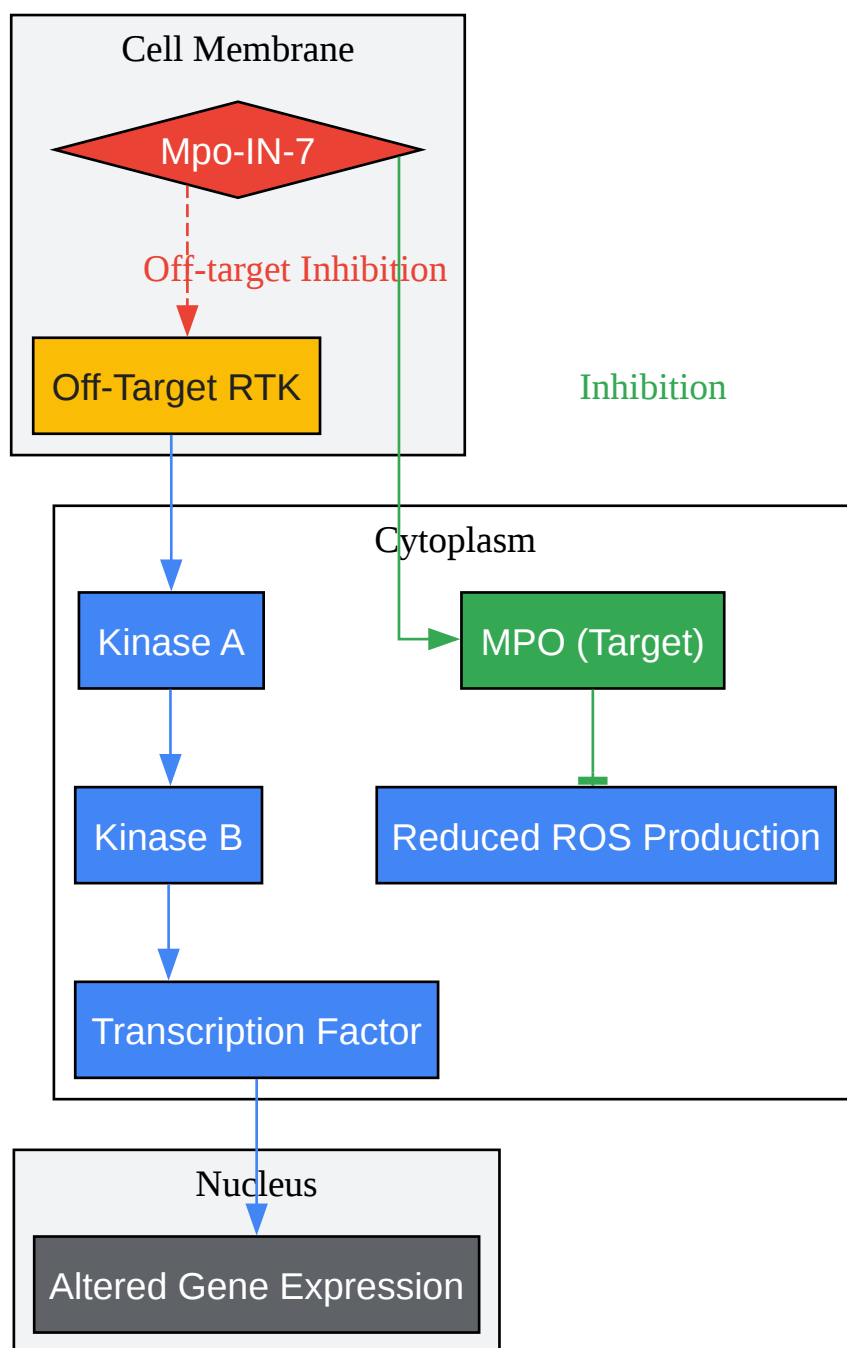 Cell Membrane
Mpo-IN-7
Off-target Inhibition
Off-Target RTK
Inhibition
Cytoplasm
Kinase A
MPO (Target)
Kinase B
Reduced ROS Production
Transcription Factor
Nucleus
Altered Gene Expression